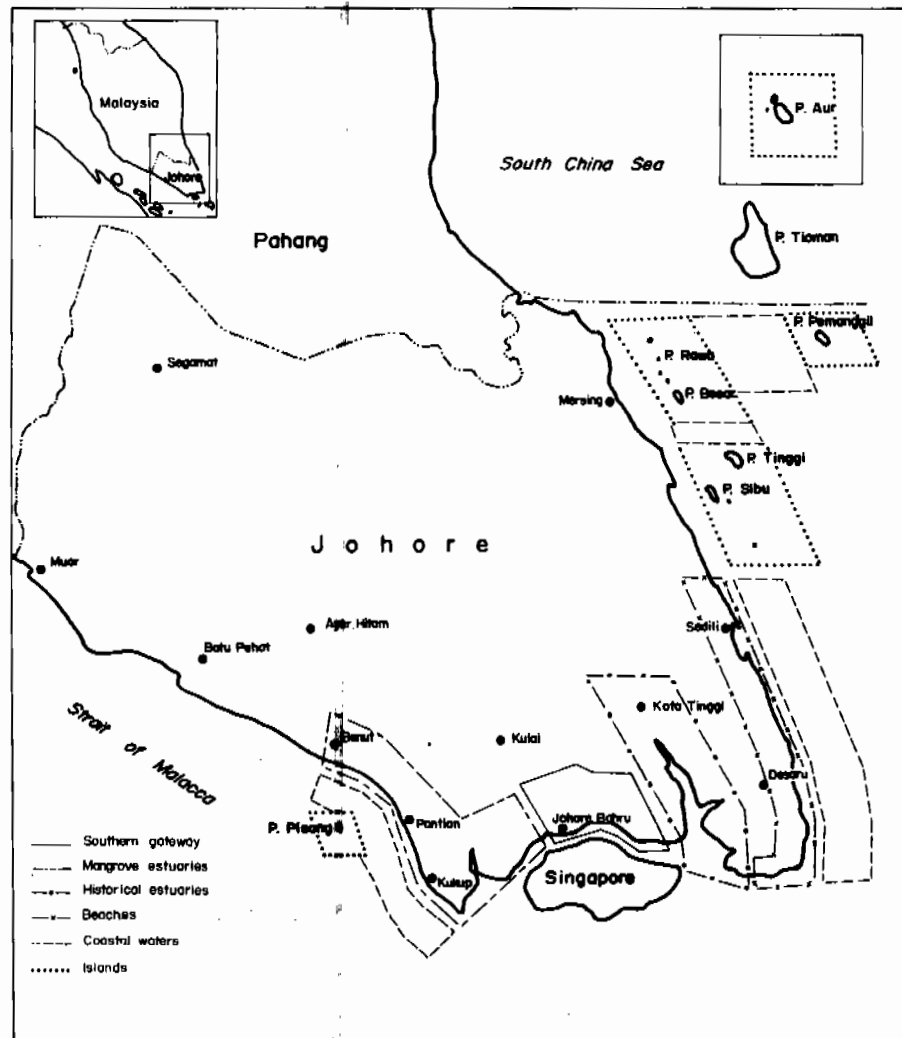 Malaysia
Johore
P. Aur
South China Sea
P. Tioman
Pahang
P. Pemanggil
Segamat
P. Rawa
Mersing
P. Besar
P. Tinggi
P. Sibu
Johore
Muar
Ayer Hitam
Sedili
Batu Pahat
Kota Tinggi
Strait of Malacca
Benut
Kulai
Desaru
P. Pisang
Pontian
Johore Bahru
Kukup
Singapore
Southern gateway
Mangrove estuaries
Historical estuaries
Beaches
Coastal waters
Islands